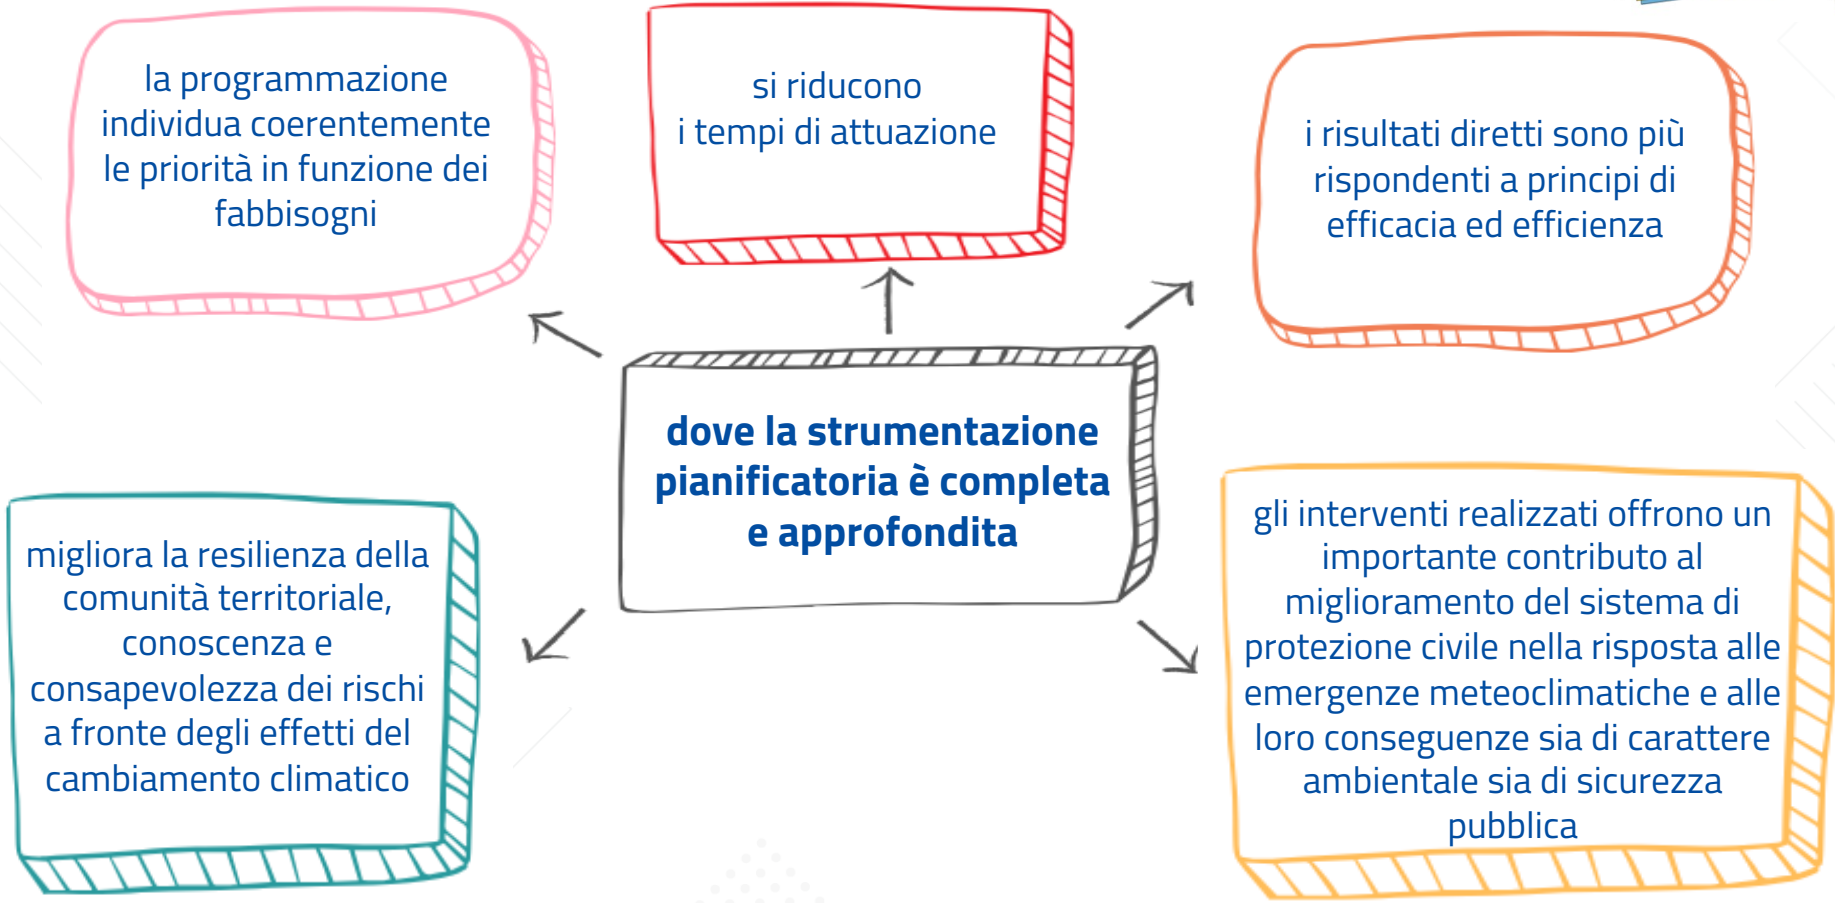 la programmazione
individua coerentemente
le priorità in funzione dei
fabbisogni
si riducono
i tempi di attuazione
i risultati diretti sono più
rispondenti a principi di
efficacia ed efficienza
dove la strumentazione
pianificatoria è completa
e approfondita
migliora la resilienza della
comunità territoriale,
conoscenza e
consapevolezza dei rischi
a fronte degli effetti del
cambiamento climatico
gli interventi realizzati offrono un
importante contributo al
miglioramento del sistema di
protezione civile nella risposta alle
emergenze meteoclimatiche e alle
loro conseguenze sia di carattere
ambientale sia di sicurezza
pubblica